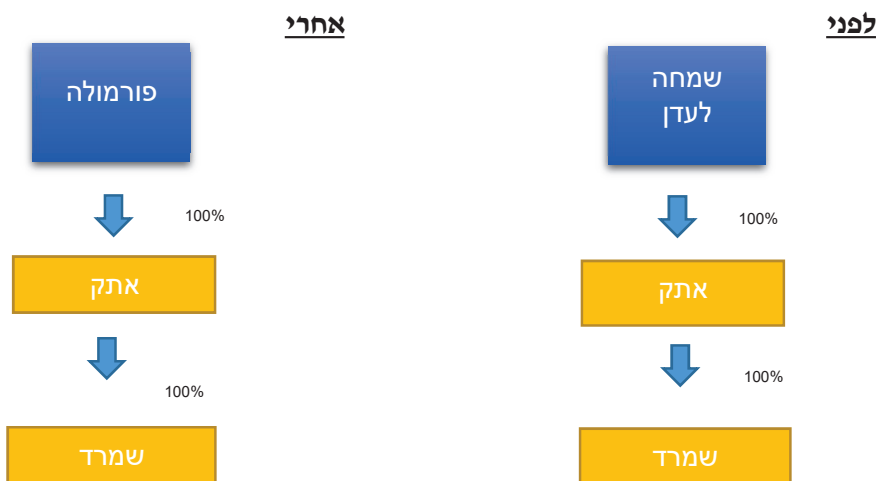 לפני
שמחה
לעדן
100%
אתק
100%
שמרד
אחרי
פורמולה
100%
אתק
100%
שמרד